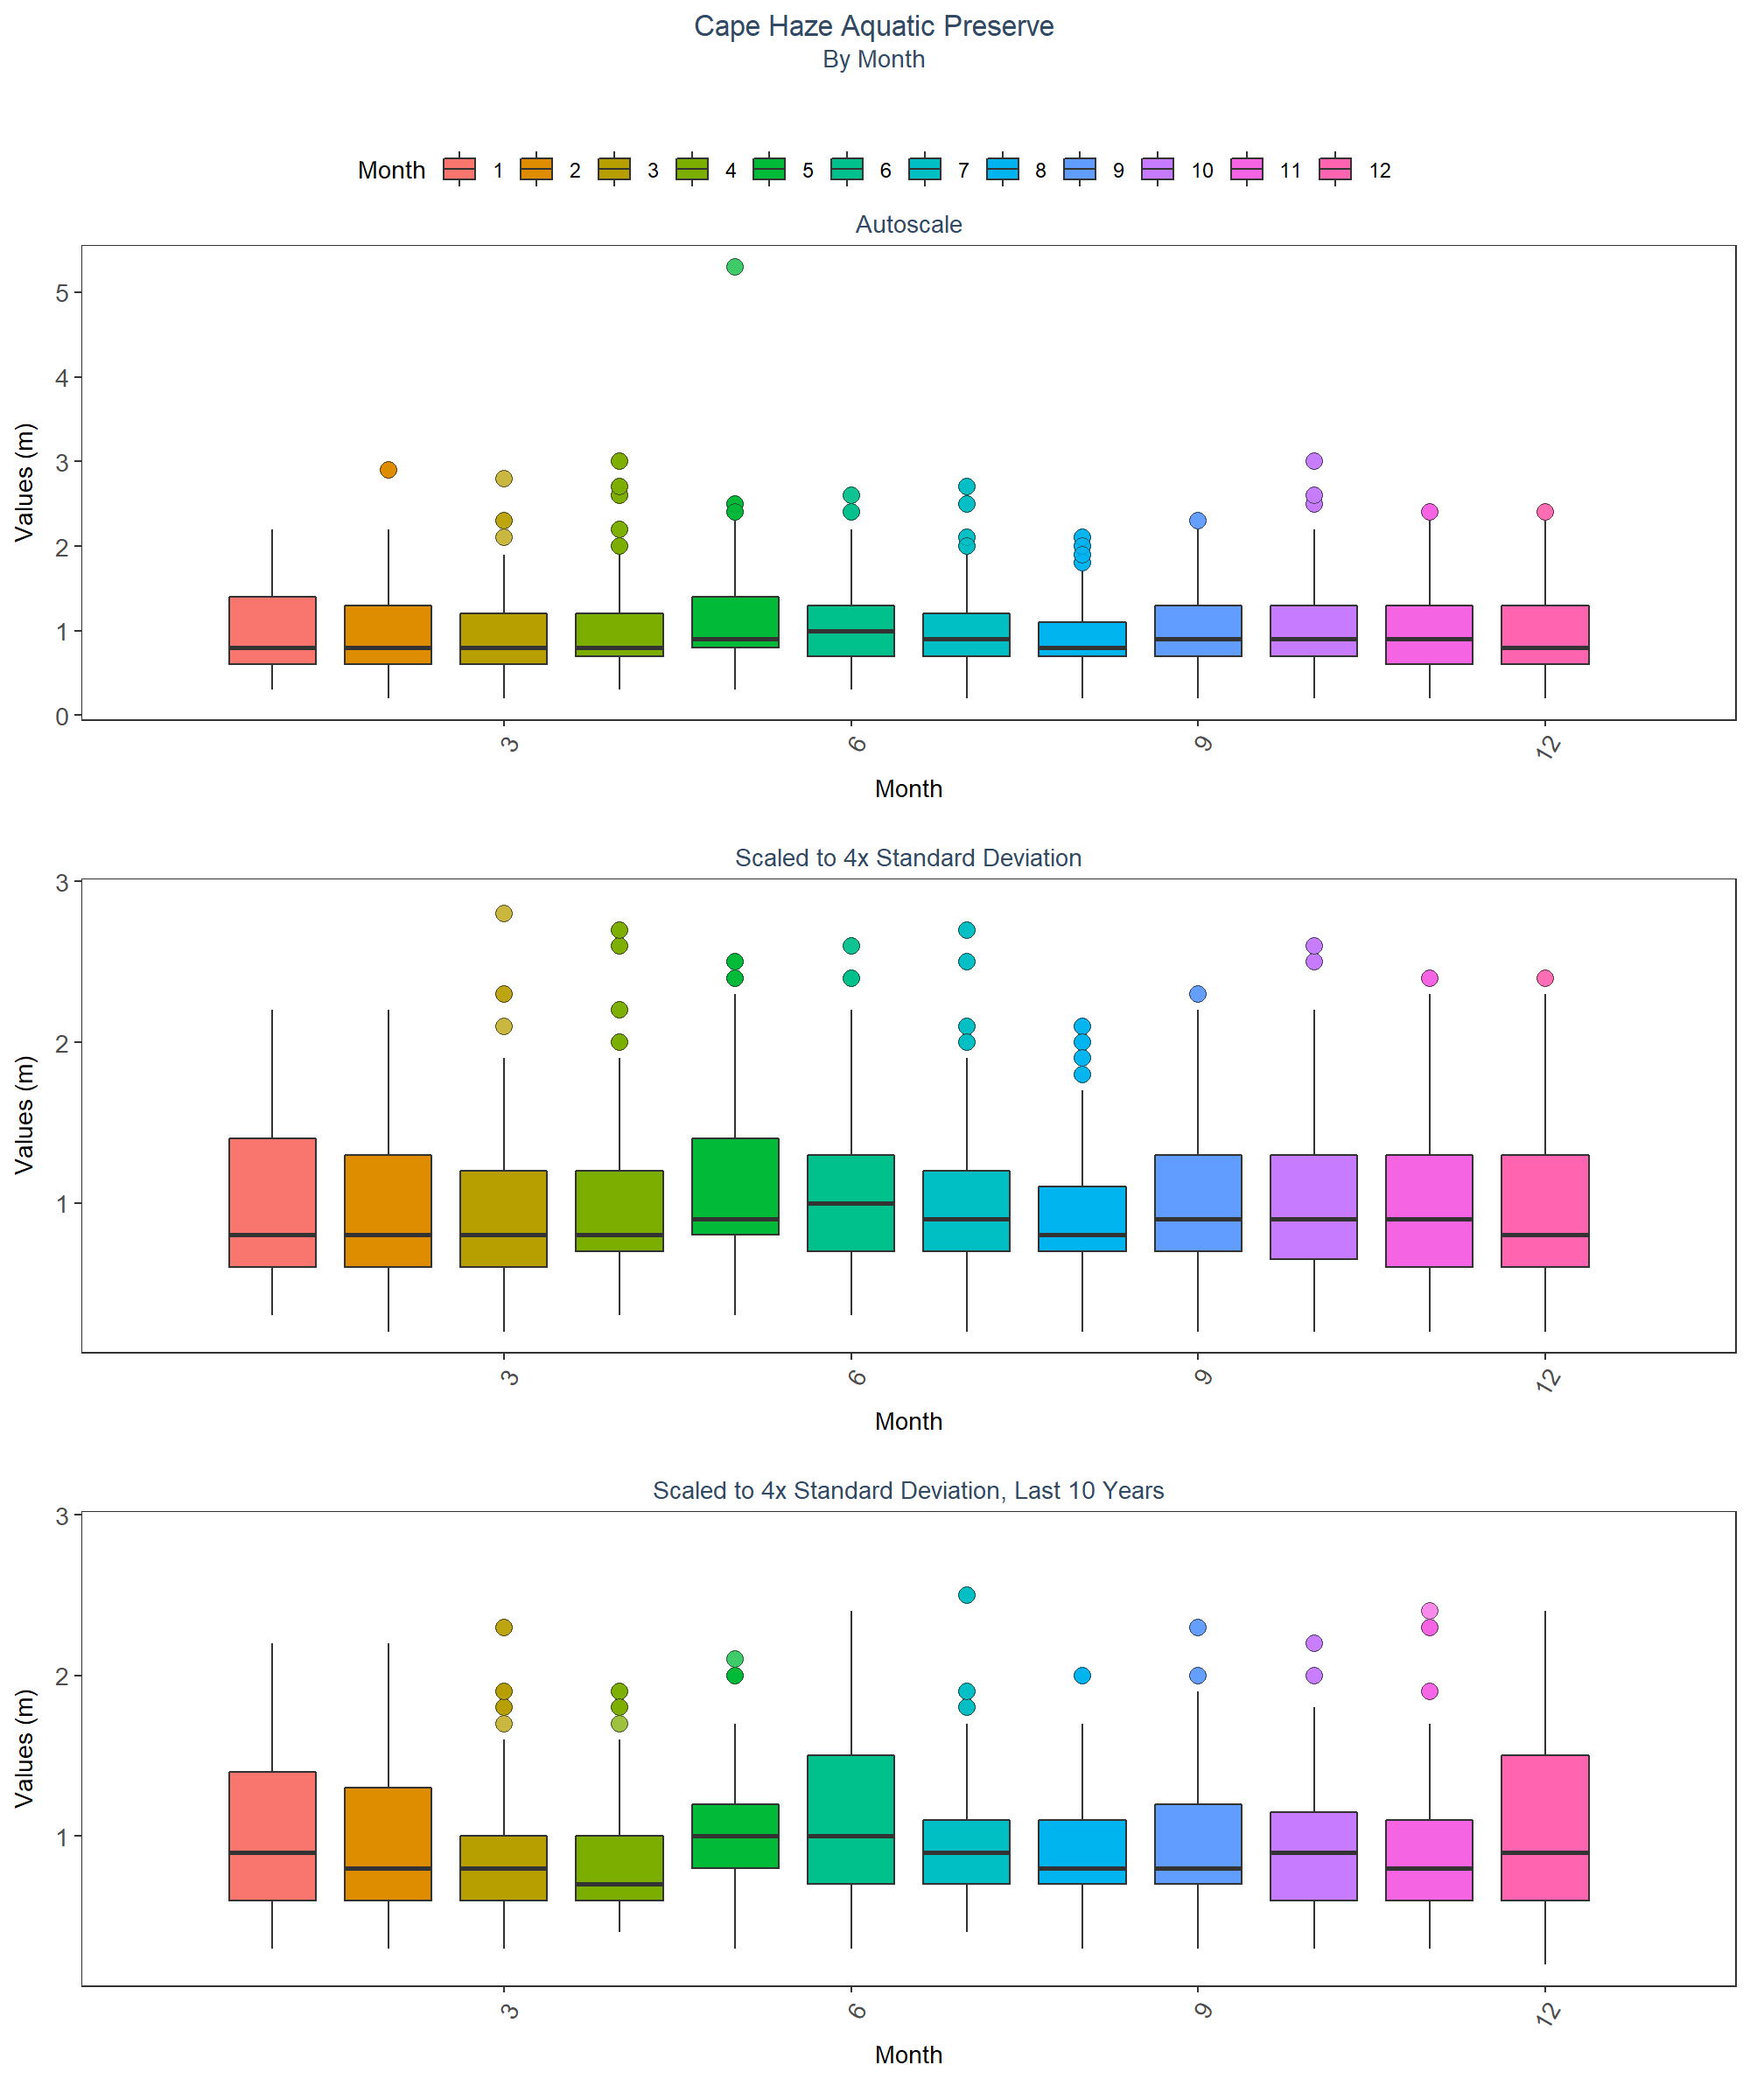 Cape Haze Aquatic Preserve
By Month
Month 1 2 3 4 5 6 7 8 9 10 11 12
Autoscale
5
4
3
2
1
0
Values (m)
3 6 9 12
Month
Scaled to 4x Standard Deviation
3
2
1
Values (m)
3 6 9 12
Month
Scaled to 4x Standard Deviation, Last 10 Years
3
2
1
Values (m)
3 6 9 12
Month